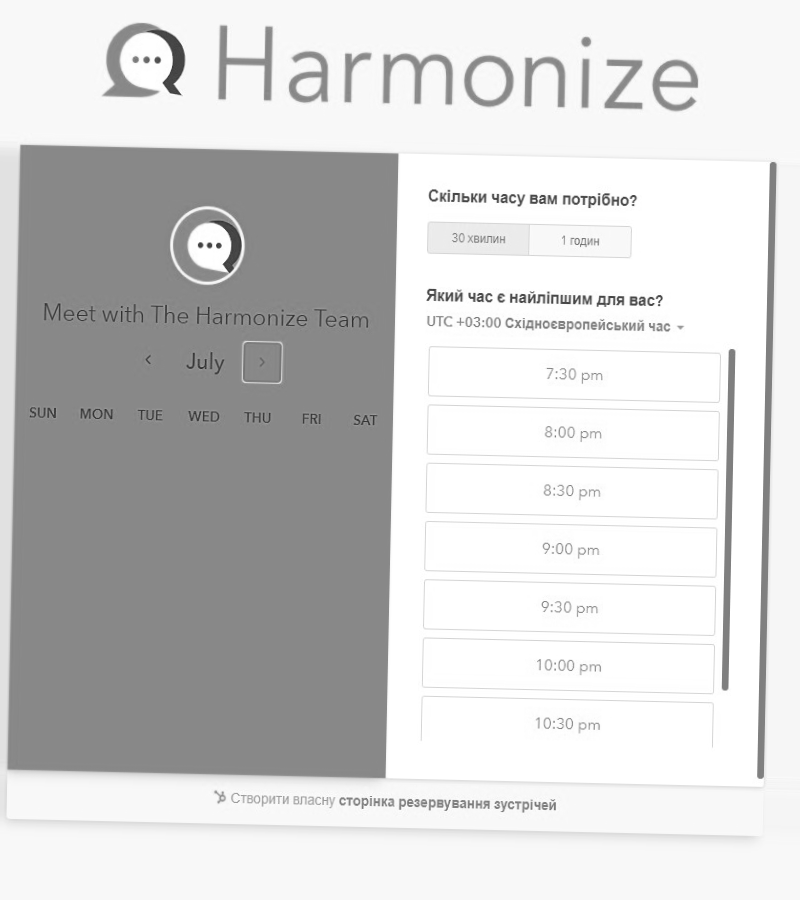 Harmonize
Meet with The Harmonize Team
July
SUN MON TUE WED THU FRI SAT
Скільки часу вам потрібно?
30 хвилин 1 годин
Який час є найліпшим для вас?
UTC +03:00 Східноєвропейський час
7:30 pm
8:00 pm
8:30 pm
9:00 pm
9:30 pm
10:00 pm
10:30 pm
Створити власну сторінка резервування зустрічей